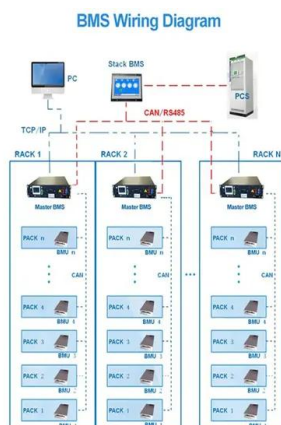 BMS Wiring Diagram
PC
Stack BMS
PCS
CAN/RS485
TCP/IP
RACK 1
RACK 2
RACK N
Master BMS
Master BMS
Master BMS
PACK n
PACK n
PACK n
BMU n
BMU n
BMU n
CAN
CAN
CAN
PACK 4
PACK 4
PACK 4
BMU 4
BMU 4
BMU 4
PACK 3
PACK 3
PACK 3
BMU 3
BMU 3
BMU 3
PACK 2
PACK 2
PACK 2
BMU 2
BMU 2
BMU 2
PACK 1
PACK 1
PACK 1